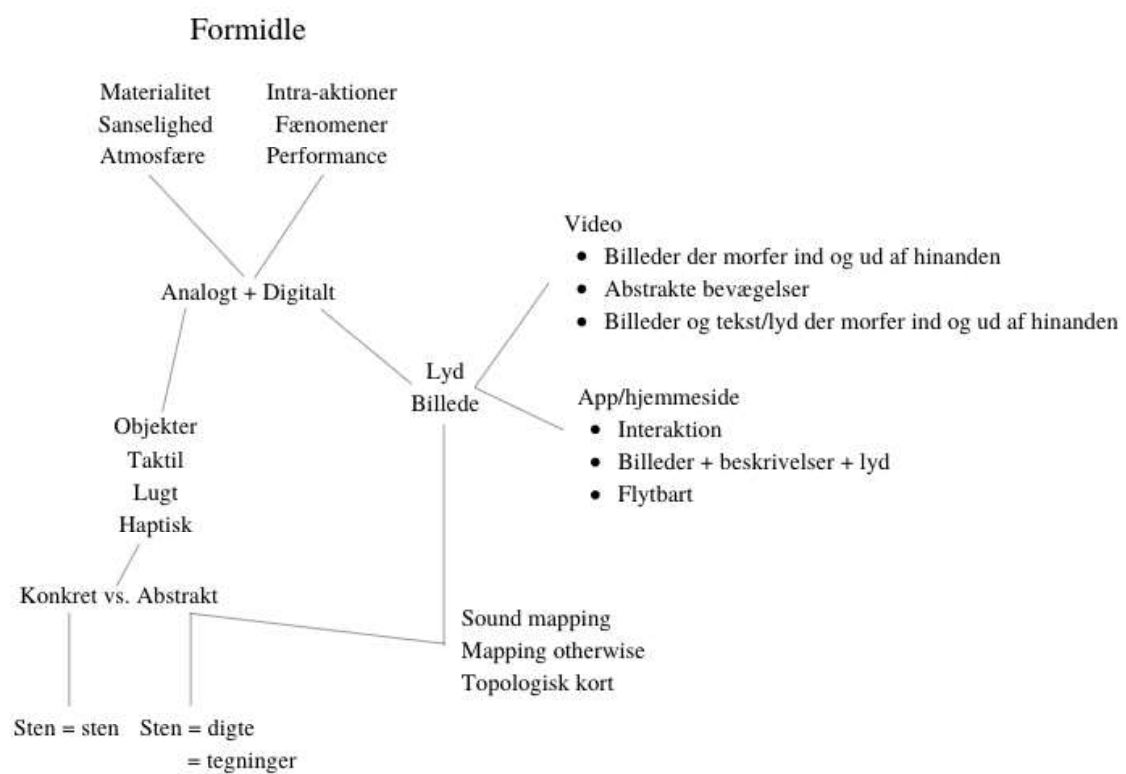 Formidle
Materialitet
Sanselighed
Atmosfære
Intra-aktioner
Fænomener
Performance
Analogt + Digitalt
Video
• Billeder der morfer ind og ud af hinanden
• Abstrakte bevægelser
• Billeder og tekst/lyd der morfer ind og ud af hinanden
Lyd
Billede
App/hjemmeside
• Interaktion
• Billeder + beskrivelser + lyd
• Flytbart
Objekter
Taktil
Lugt
Haptisk
Konkret vs. Abstrakt
Sound mapping
Mapping otherwise
Topologisk kort
Sten = sten
Sten = digte
= tegninger